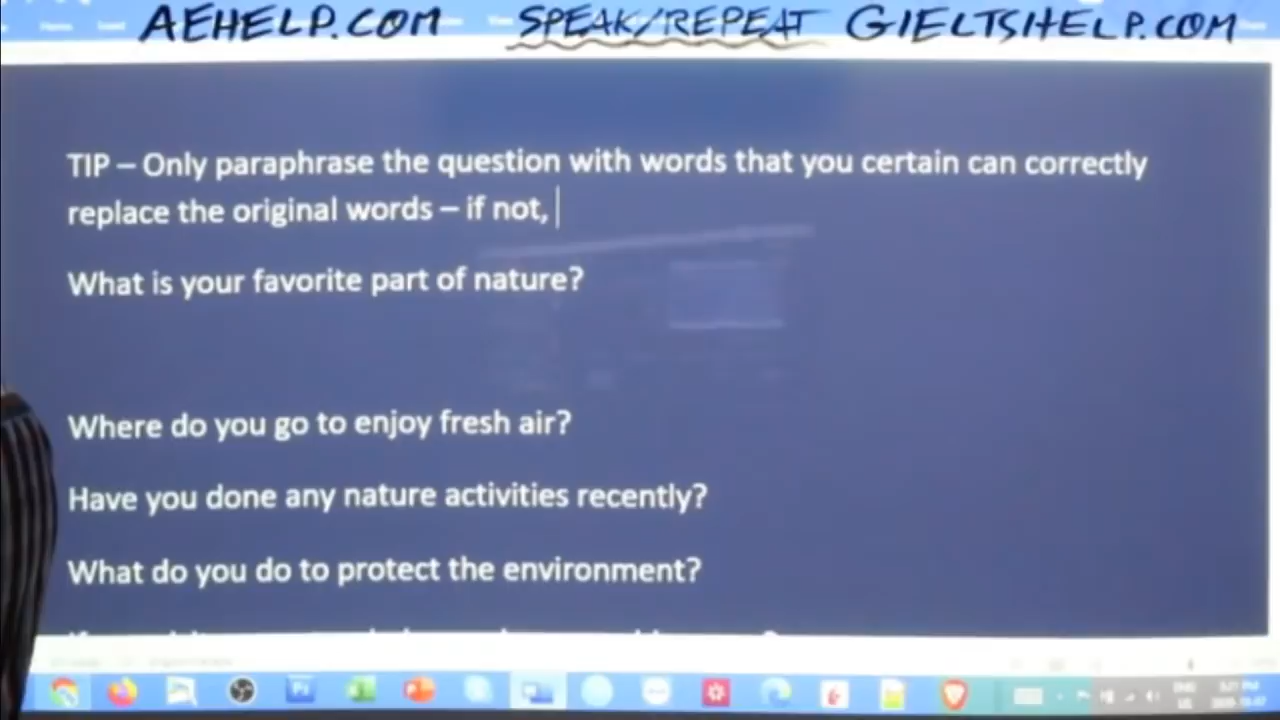 AEHELP.COM SPEAK/REPEAT GIELTSHELP.COM
TIP – Only paraphrase the question with words that you certain can correctly
replace the original words – if not,
What is your favorite part of nature?
Where do you go to enjoy fresh air?
Have you done any nature activities recently?
What do you do to protect the environment?